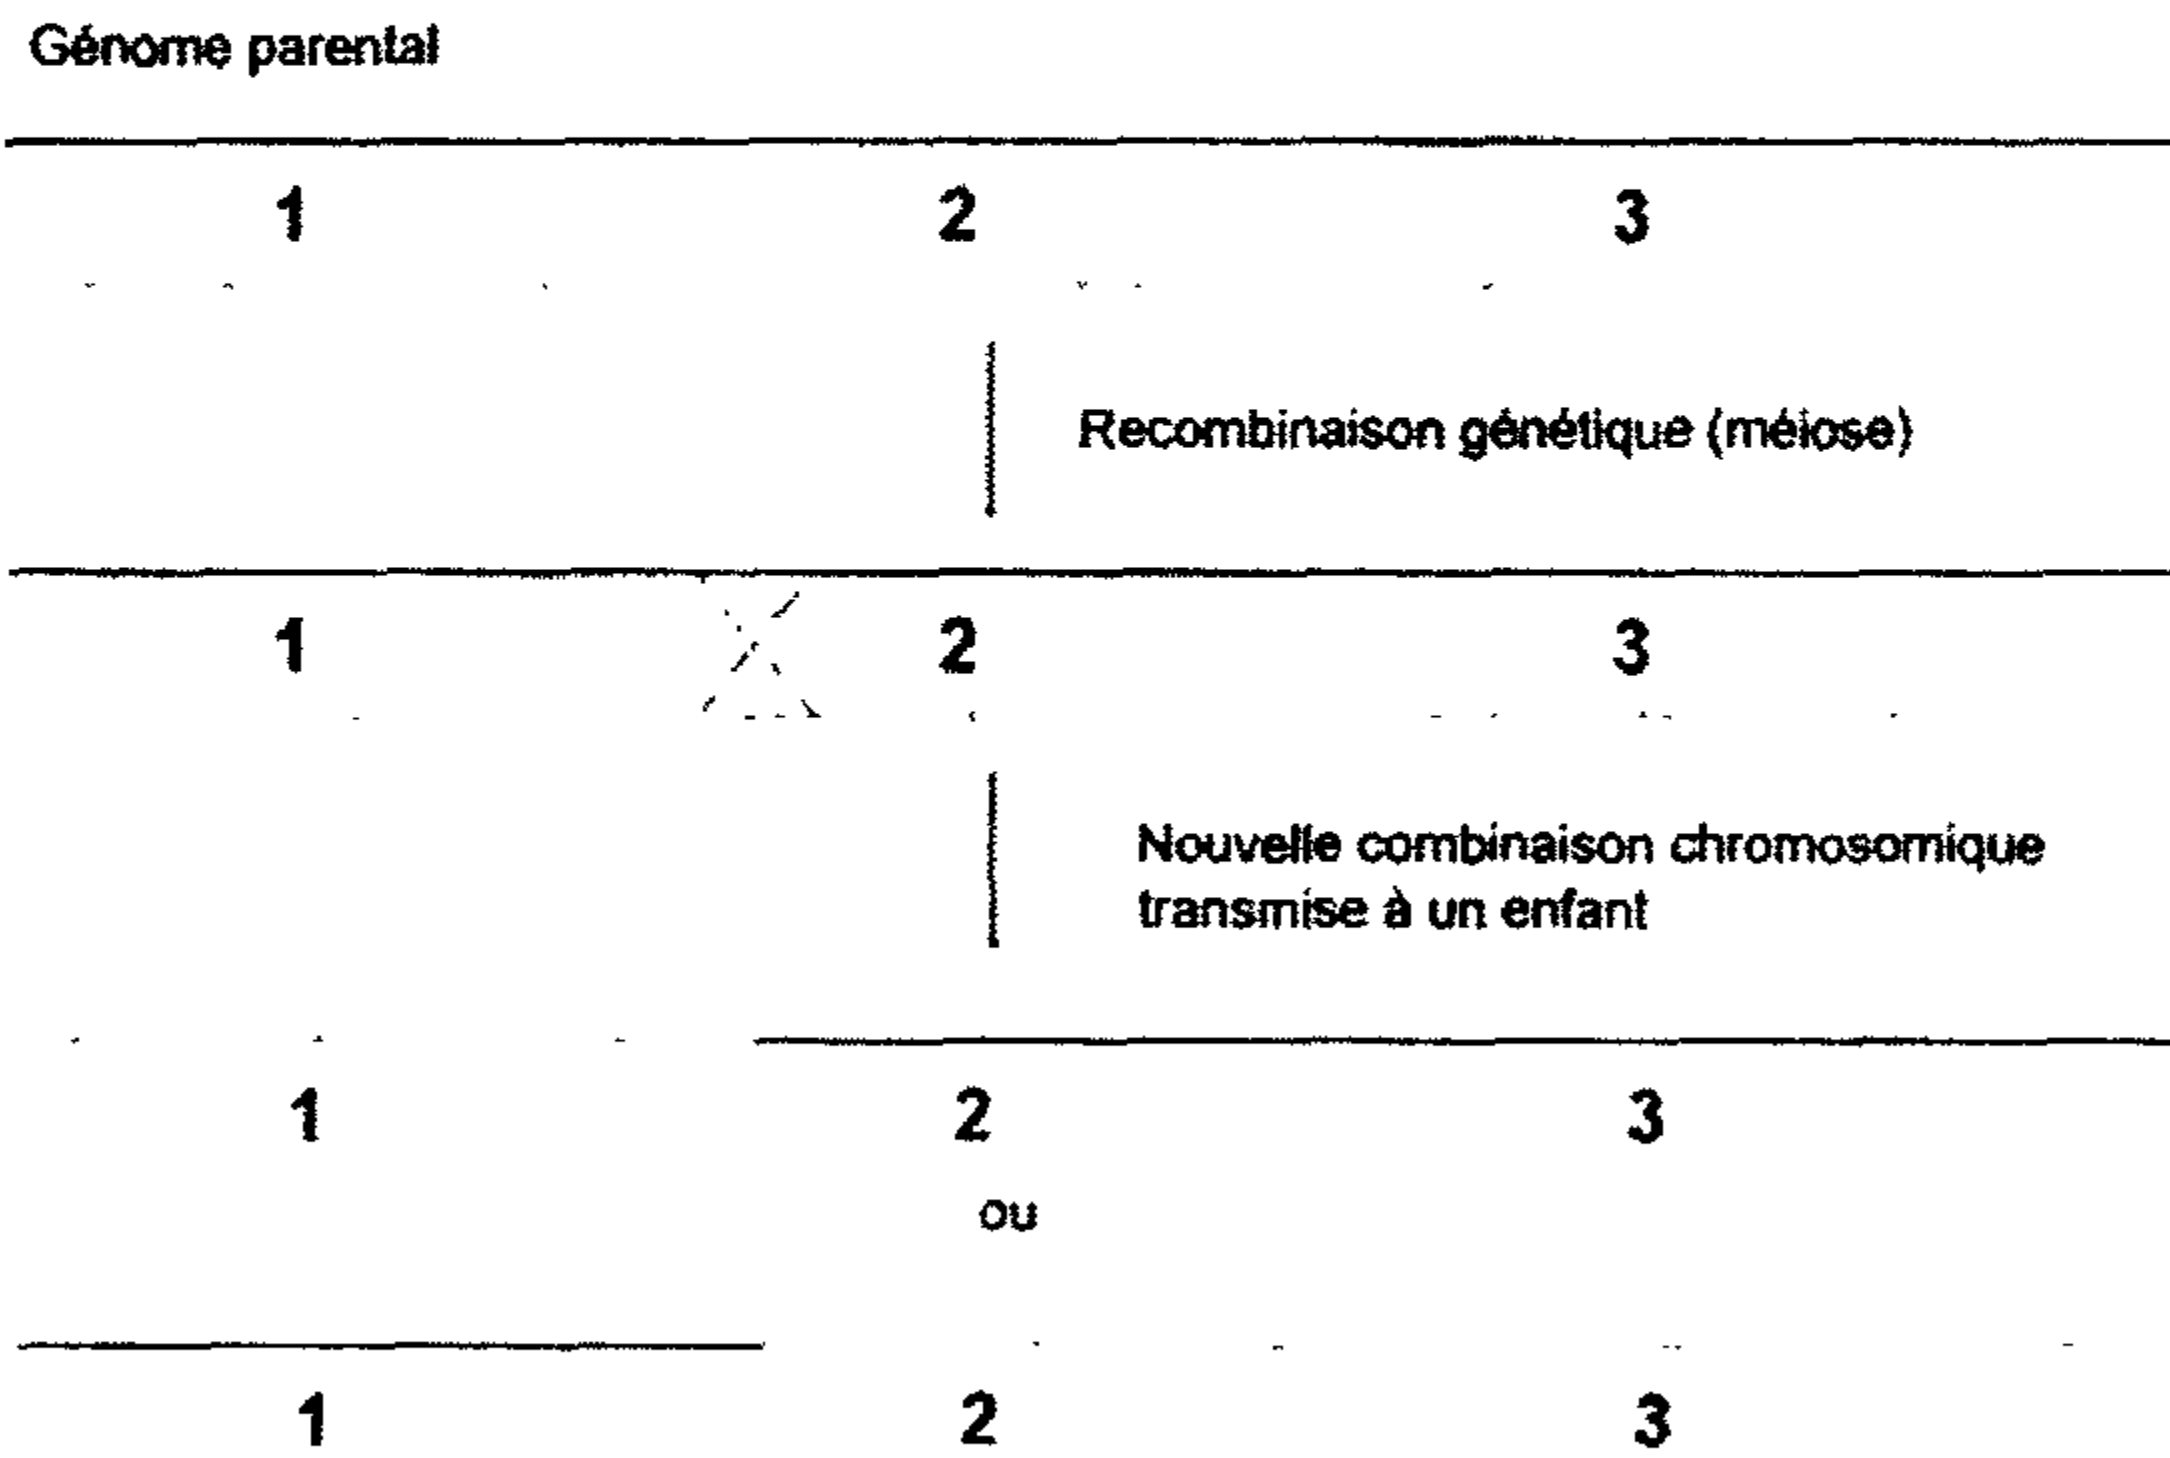 Génome parental
1 2 3
Recombinaison génétique (méiose)
1 2 3
Nouvelle combinaison chromosomique
transmise à un enfant
1 2 3
ou
1 2 3